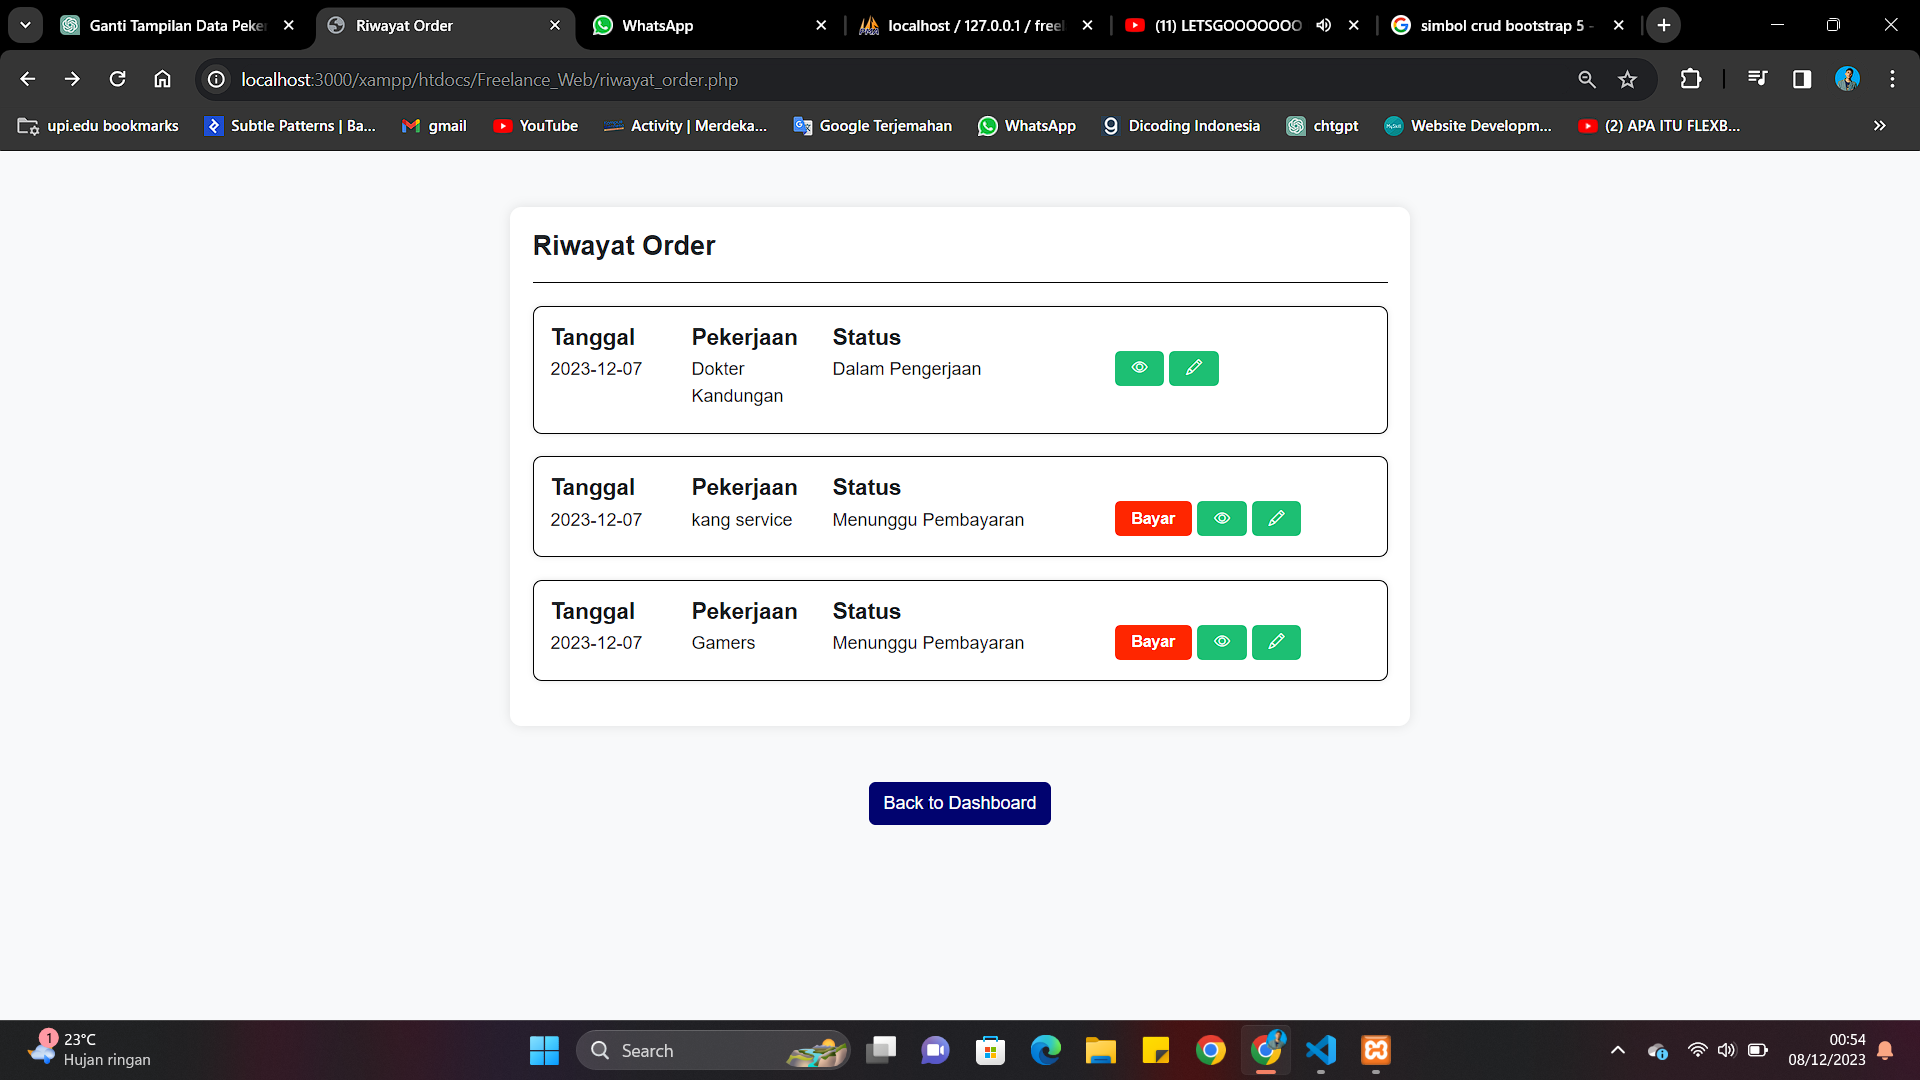 Ganti Tampilan Data Peke
Riwayat Order
WhatsApp
localhost / 127.0.0.1 / freel
(11) LETSGOOOOOOO
simbol crud bootstrap 5 -
localhost:3000/xampp/htdocs/Freelance_Web/riwayat_order.php
upi.edu bookmarks
Subtle Patterns | Ba...
gmail
YouTube
Activity | Merdeka...
Google Terjemahan
WhatsApp
Dicoding Indonesia
chtgpt
Website Developm...
(2) APA ITU FLEXB...
Riwayat Order
Tanggal Pekerjaan Status
2023-12-07 Dokter Kandungan Dalam Pengerjaan
Tanggal Pekerjaan Status
2023-12-07 kang service Menunggu Pembayaran Bayar
Tanggal Pekerjaan Status
2023-12-07 Gamers Menunggu Pembayaran Bayar
Back to Dashboard
1
23°C
Hujan ringan
Search
00:54
08/12/2023